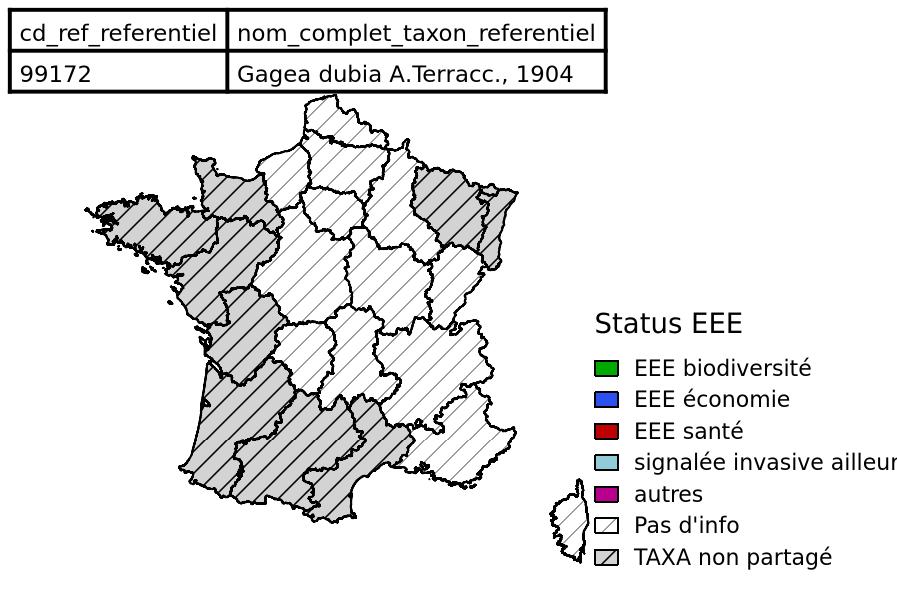 cd_ref_referentiel nom_complet_taxon_referentiel
99172 Gagea dubia A.Terracc., 1904
Status EEE
EEE biodiversité
EEE économie
EEE santé
signalée invasive ailleur
autres
Pas d'info
TAXA non partagé